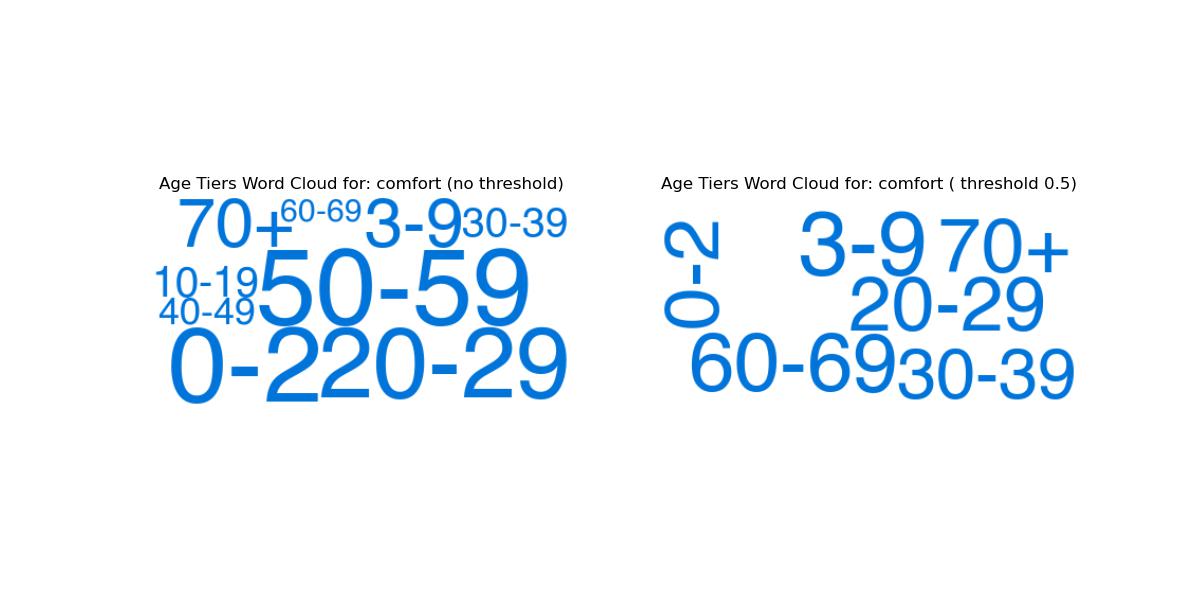 Age Tiers Word Cloud for: comfort (no threshold)
70+ 60-69 3-9 30-39
10-19 50-59
40-49
0-2 20-29
Age Tiers Word Cloud for: comfort ( threshold 0.5)
0-2 3-9 70+
20-29
60-69 30-39